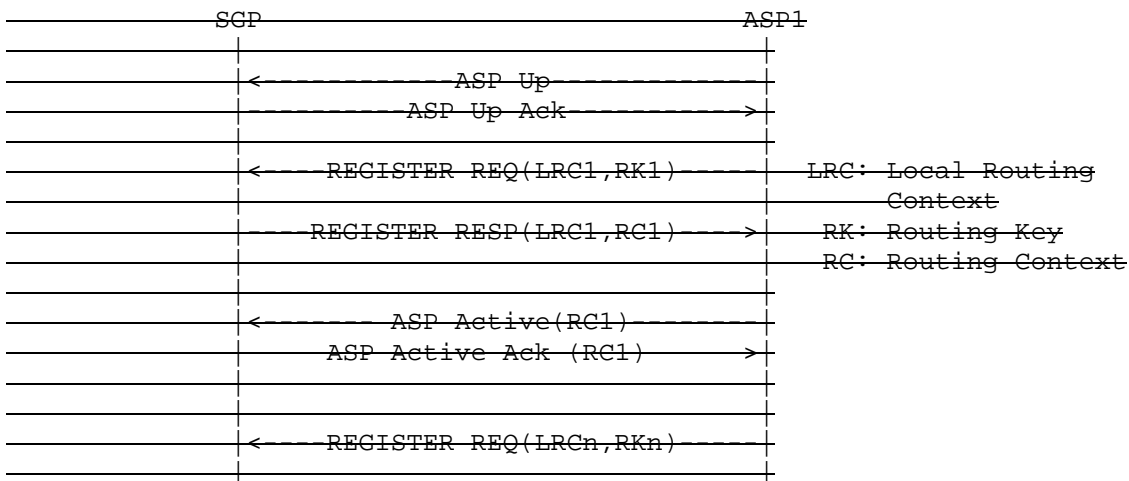 SGP ASP1
| |
|<------------ASP Up-------------|
|----------ASP Up Ack----------->|
| |
|<----REGISTER REQ(LRC1,RK1)-----| LRC: Local Routing
| | Context
|----REGISTER RESP(LRC1,RC1)---->| RK: Routing Key
| | RC: Routing Context
| |
|<------- ASP Active(RC1)--------|
| ASP Active Ack (RC1) >|
| |
| |
|<----REGISTER REQ(LRCn,RKn)-----|
| |